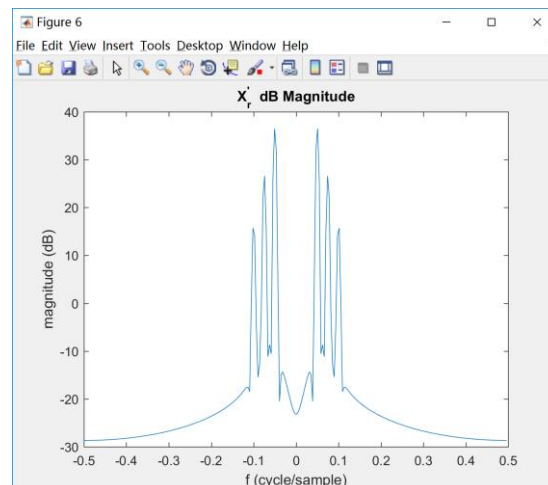 Figure 6
File Edit View Insert Tools Desktop Window Help
X_r' dB Magnitude
magnitude (dB)
40
30
20
10
0
-10
-20
-30
-0.5 -0.4 -0.3 -0.2 -0.1 0 0.1 0.2 0.3 0.4 0.5
f (cycle/sample)